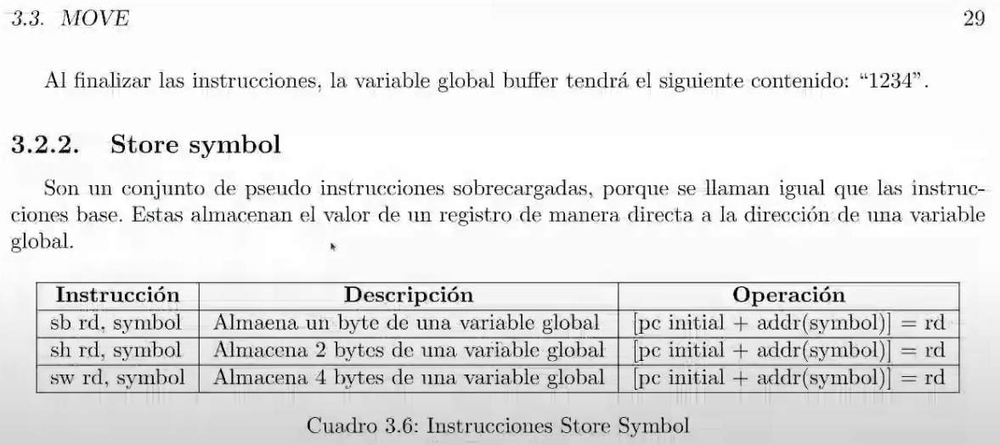 3.3. MOVE 29
Al finalizar las instrucciones, la variable global buffer tendrá el siguiente contenido: “1234”.
3.2.2. Store symbol
Son un conjunto de pseudo instrucciones sobrecargadas, porque se llaman igual que las instruc-
ciones base. Estas almacenan el valor de un registro de manera directa a la dirección de una variable
global.
Instrucción Descripción Operación
sb rd, symbol Almaena un byte de una variable global [pc initial + addr(symbol)] = rd
sh rd, symbol Almacena 2 bytes de una variable global [pc initial + addr(symbol)] = rd
sw rd, symbol Almacena 4 bytes de una variable global [pc initial + addr(symbol)] = rd
Cuadro 3.6: Instrucciones Store Symbol